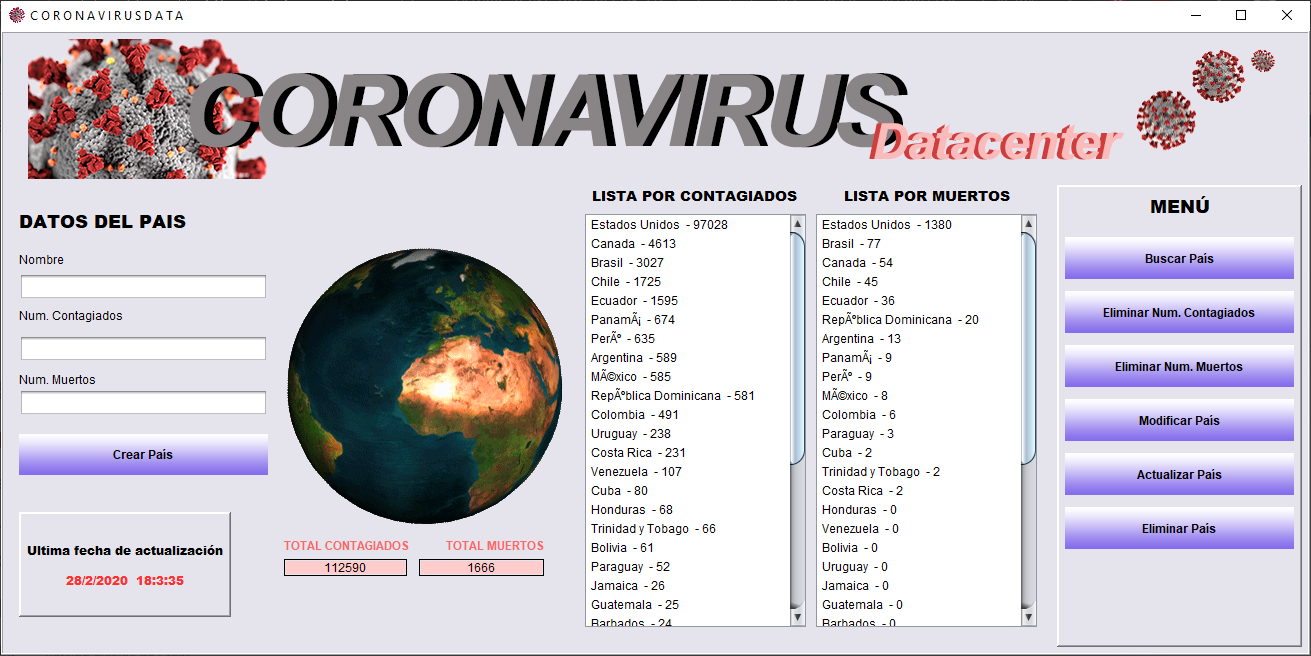 CORONAVIRUSDATA
CORONAVIRUS
Datacenter
DATOS DEL PAIS
Nombre
Num. Contagiados
Num. Muertos
Crear País
Ultima fecha de actualización
28/2/2020 18:3:35
TOTAL CONTAGIADOS
112590
TOTAL MUERTOS
1666
LISTA POR CONTAGIADOS
Estados Unidos - 97028
Canada - 4613
Brasil - 3027
Chile - 1725
Ecuador - 1595
PanamÃ¡ - 674
PerÃº - 635
Argentina - 589
MÃ©xico - 585
RepÃºblica Dominicana - 581
Colombia - 491
Uruguay - 238
Costa Rica - 231
Venezuela - 107
Cuba - 80
Honduras - 68
Trinidad y Tobago - 66
Bolivia - 61
Paraguay - 52
Jamaica - 26
Guatemala - 25
Barbados - 24
LISTA POR MUERTOS
Estados Unidos - 1380
Brasil - 77
Canada - 54
Chile - 45
Ecuador - 36
RepÃºblica Dominicana - 20
Argentina - 13
PanamÃ¡ - 9
PerÃº - 9
MÃ©xico - 8
Colombia - 6
Paraguay - 3
Cuba - 2
Trinidad y Tobago - 2
Costa Rica - 2
Honduras - 0
Venezuela - 0
Bolivia - 0
Uruguay - 0
Jamaica - 0
Guatemala - 0
Barbados - 0
MENÚ
Buscar País
Eliminar Num. Contagiados
Eliminar Num. Muertos
Modificar País
Actualizar País
Eliminar País